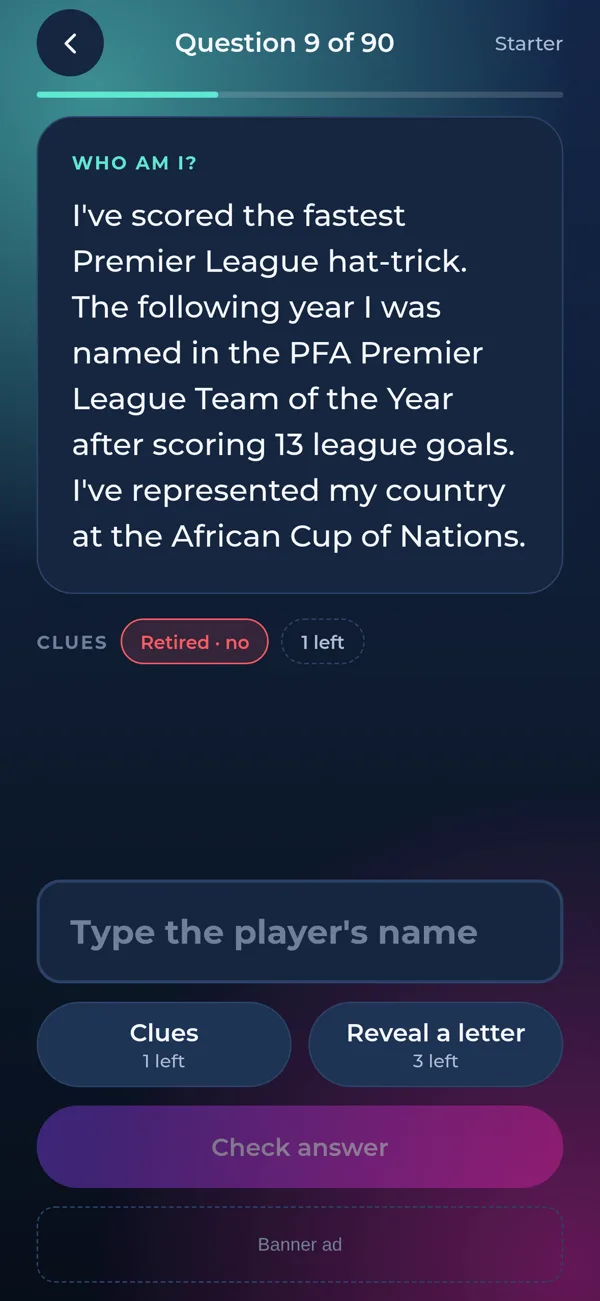 Question 9 of 90
Starter
WHO AM I?
I've scored the fastest
Premier League hat-trick.
The following year I was
named in the PFA Premier
League Team of the Year
after scoring 13 league goals.
I've represented my country
at the African Cup of Nations.
CLUES
Retired · no
1 left
Type the player's name
Clues
1 left
Reveal a letter
3 left
Check answer
Banner ad